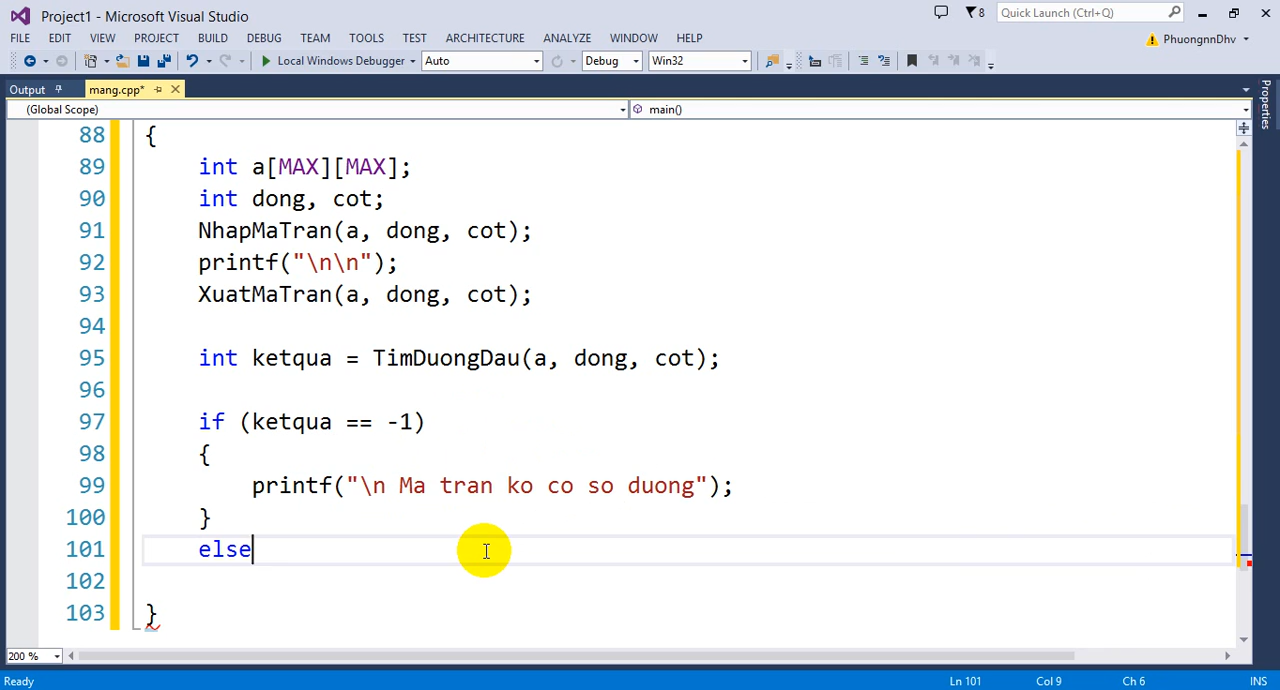 Project1 - Microsoft Visual Studio
8
Quick Launch (Ctrl+Q)
FILE EDIT VIEW PROJECT BUILD DEBUG TEAM TOOLS TEST ARCHITECTURE ANALYZE WINDOW HELP
PhuongnnDhv
Local Windows Debugger Auto Debug Win32
Output mang.cpp*
Properties
(Global Scope) main()
88 {
89 int a[MAX][MAX];
90 int dong, cot;
91 NhapMaTran(a, dong, cot);
92 printf("\n\n");
93 XuatMaTran(a, dong, cot);
94
95 int ketqua = TimDuongDau(a, dong, cot);
96
97 if (ketqua == -1)
98 {
99 printf("\n Ma tran ko co so duong");
100 }
101 else
102
103 }
200 %
Ready Ln 101 Col 9 Ch 6 INS